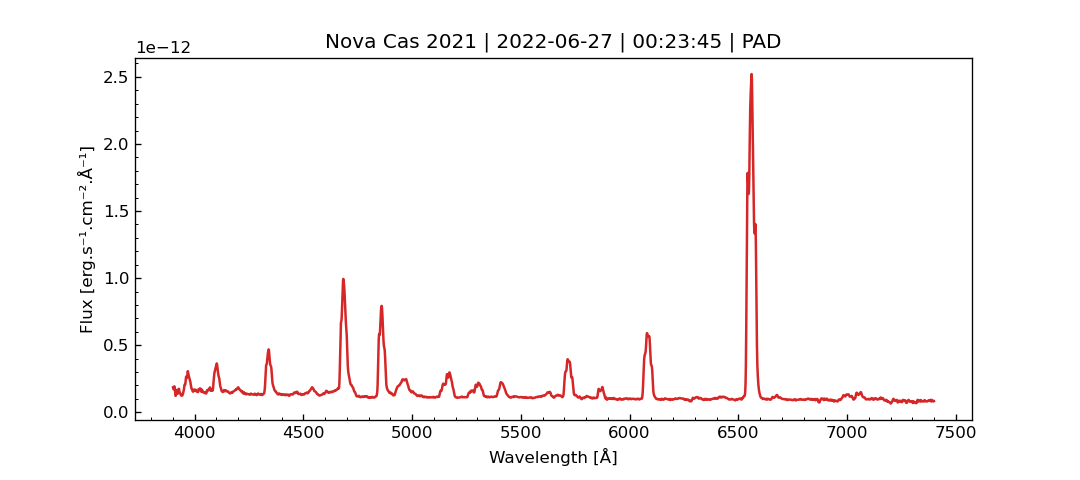 Nova Cas 2021 | 2022-06-27 | 00:23:45 | PAD
1e−12
2.5
2.0
1.5
1.0
0.5
0.0
Flux [erg.s⁻¹.cm⁻².Å⁻¹]
4000 4500 5000 5500 6000 6500 7000 7500
Wavelength [Å]